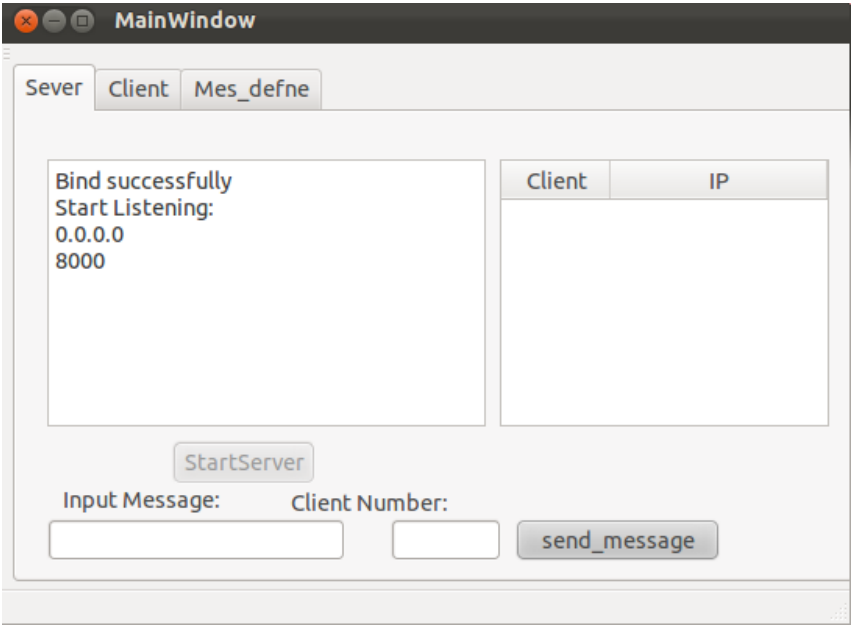 MainWindow
Sever Client Mes_defne
Bind successfully
Start Listening:
0.0.0.0
8000
Client IP
StartServer
Input Message: Client Number:
send_message